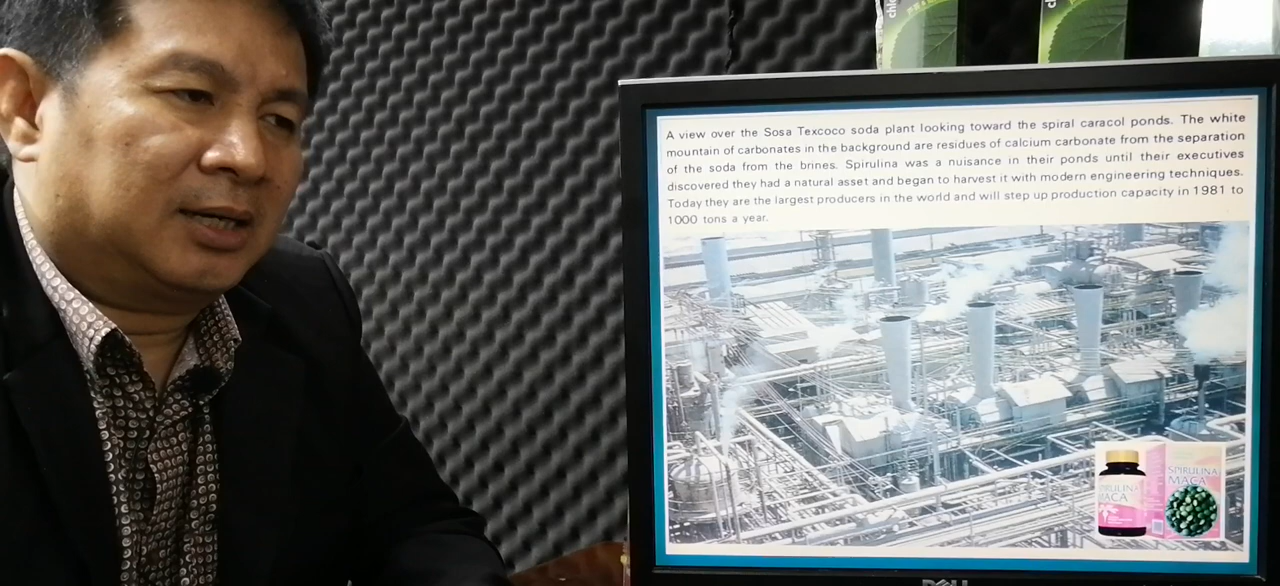 A view over the Sosa Texcoco soda plant looking toward the spiral caracol ponds. The white
mountain of carbonates in the background are residues of calcium carbonate from the separation
of the soda from the brines. Spirulina was a nuisance in their ponds until their executives
discovered they had a natural asset and began to harvest it with modern engineering techniques.
Today they are the largest producers in the world and will step up production capacity in 1981 to
1000 tons a year.
SPIRULINA
MACA
SPIRULINA
MACA
DELL